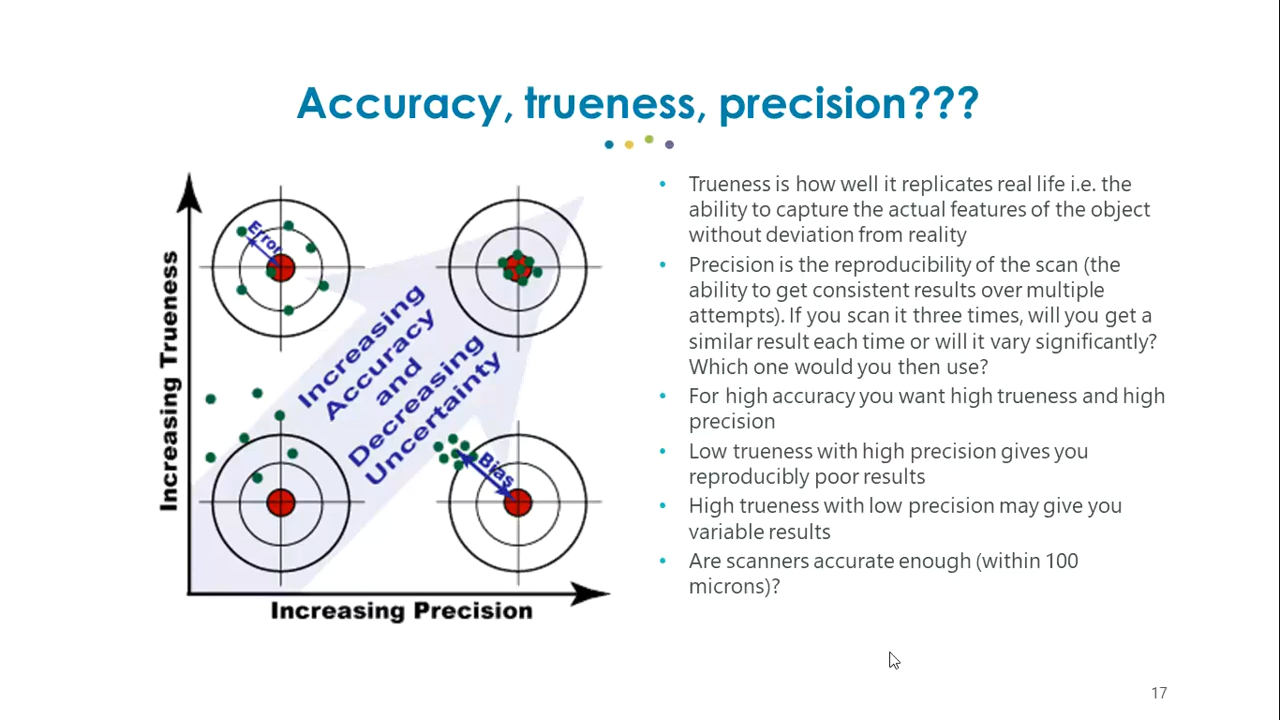 Accuracy, trueness, precision???
Increasing Trueness
Error
Increasing
Accuracy
and
Decreasing
Uncertainty
Bias
Increasing Precision
• Trueness is how well it replicates real life i.e. the
ability to capture the actual features of the object
without deviation from reality
• Precision is the reproducibility of the scan (the
ability to get consistent results over multiple
attempts). If you scan it three times, will you get a
similar result each time or will it vary significantly?
Which one would you then use?
• For high accuracy you want high trueness and high
precision
• Low trueness with high precision gives you
reproducibly poor results
• High trueness with low precision may give you
variable results
• Are scanners accurate enough (within 100
microns)?
17